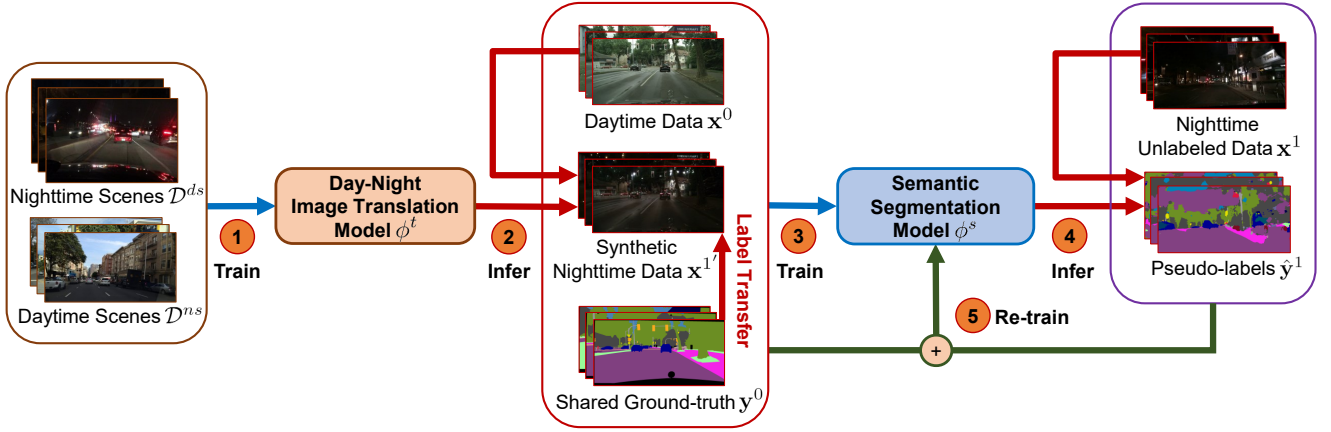 Nighttime Scenes 𝒟^{ds}
Daytime Scenes 𝒟^{ns}
1
Train
Day-Night
Image Translation
Model ϕ^t
2
Infer
Daytime Data x^0
Synthetic
Nighttime Data x^{1'}
Label Transfer
Shared Ground-truth y^0
3
Train
Semantic
Segmentation
Model ϕ^s
4
Infer
5
Re-train
+
Nighttime
Unlabeled Data x^1
Pseudo-labels ŷ^1